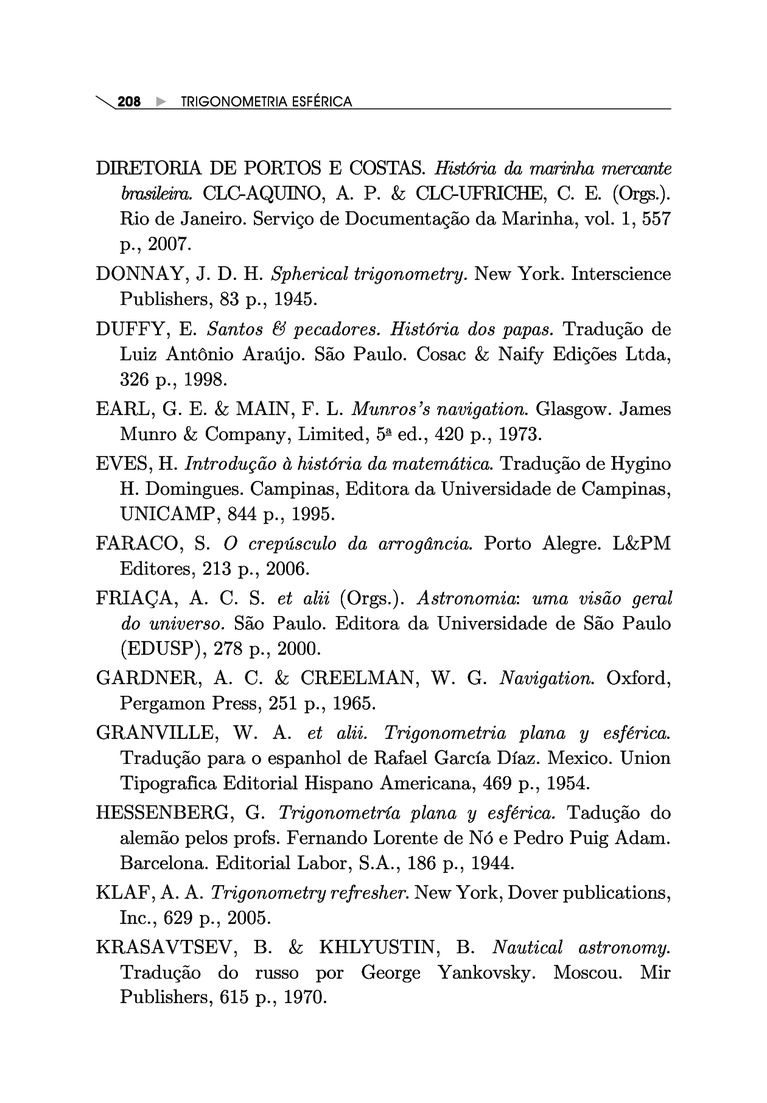 208 ▶ TRIGONOMETRIA ESFÉRICA
DIRETORIA DE PORTOS E COSTAS. História da marinha mercante
brasileira. CLC-AQUINO, A. P. & CLC-UFRICHE, C. E. (Orgs.).
Rio de Janeiro. Serviço de Documentação da Marinha, vol. 1, 557
p., 2007.
DONNAY, J. D. H. Spherical trigonometry. New York. Interscience
Publishers, 83 p., 1945.
DUFFY, E. Santos & pecadores. História dos papas. Tradução de
Luiz Antônio Araújo. São Paulo. Cosac & Naify Edições Ltda,
326 p., 1998.
EARL, G. E. & MAIN, F. L. Munros's navigation. Glasgow. James
Munro & Company, Limited, 5ª ed., 420 p., 1973.
EVES, H. Introdução à história da matemática. Tradução de Hygino
H. Domingues. Campinas, Editora da Universidade de Campinas,
UNICAMP, 844 p., 1995.
FARACO, S. O crepúsculo da arrogância. Porto Alegre. L&PM
Editores, 213 p., 2006.
FRIAÇA, A. C. S. et alii (Orgs.). Astronomia: uma visão geral
do universo. São Paulo. Editora da Universidade de São Paulo
(EDUSP), 278 p., 2000.
GARDNER, A. C. & CREELMAN, W. G. Navigation. Oxford,
Pergamon Press, 251 p., 1965.
GRANVILLE, W. A. et alii. Trigonometria plana y esférica.
Tradução para o espanhol de Rafael García Díaz. Mexico. Union
Tipografica Editorial Hispano Americana, 469 p., 1954.
HESSENBERG, G. Trigonometría plana y esférica. Tadução do
alemão pelos profs. Fernando Lorente de Nó e Pedro Puig Adam.
Barcelona. Editorial Labor, S.A., 186 p., 1944.
KLAF, A. A. Trigonometry refresher. New York, Dover publications,
Inc., 629 p., 2005.
KRASAVTSEV, B. & KHLYUSTIN, B. Nautical astronomy.
Tradução do russo por George Yankovsky. Moscou. Mir
Publishers, 615 p., 1970.